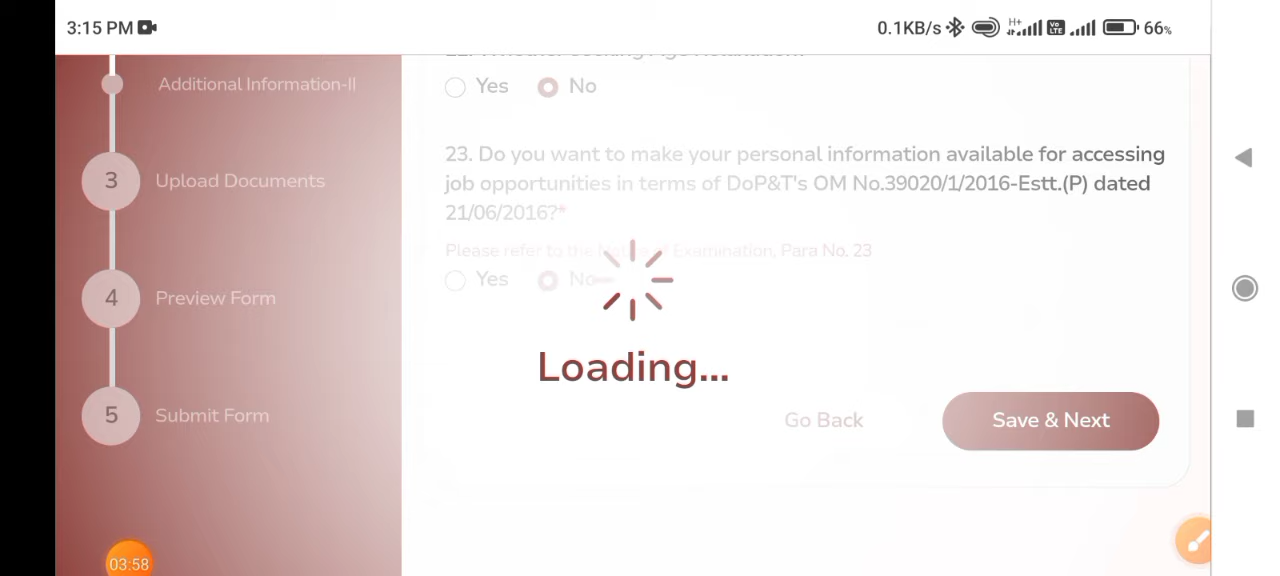 3:15 PM
0.1KB/s H+ Vo LTE 66%
Additional Information-II
3 Upload Documents
4 Preview Form
5 Submit Form
Yes No
23. Do you want to make your personal information available for accessing
job opportunities in terms of DoP&T's OM No.39020/1/2016-Estt.(P) dated
21/06/2016?*
Please refer to the Notice of Examination, Para No. 23
Yes No
Loading...
Go Back Save & Next
03:58